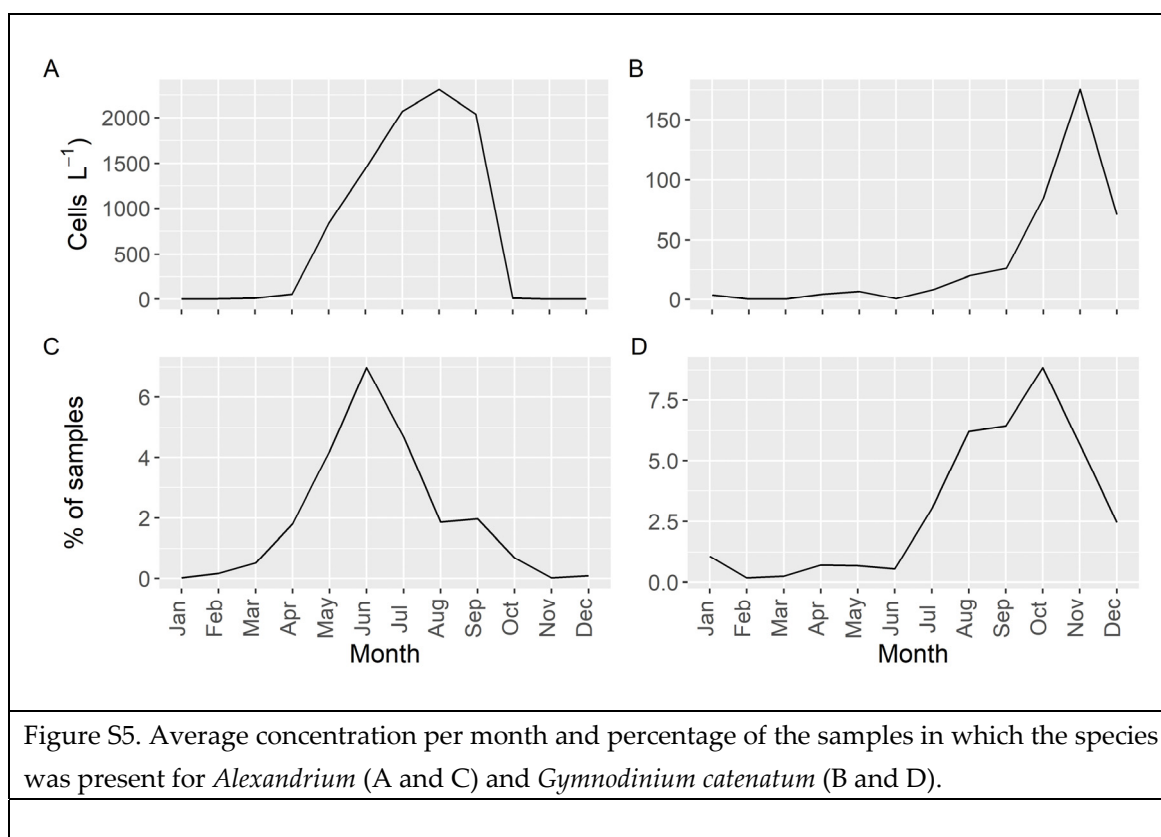 A
B
Cells L⁻¹)
2000
1500
1000
500
0
150
100
50
0
C
D
% of samples
6
4
2
0
7.5
5.0
2.5
0.0
Jan Feb Mar Apr May Jun Jul Aug Sep Oct Nov Dec
Jan Feb Mar Apr May Jun Jul Aug Sep Oct Nov Dec
Month
Month
Figure S5. Average concentration per month and percentage of the samples in which the species
was present for Alexandrium (A and C) and Gymnodinium catenatum (B and D).